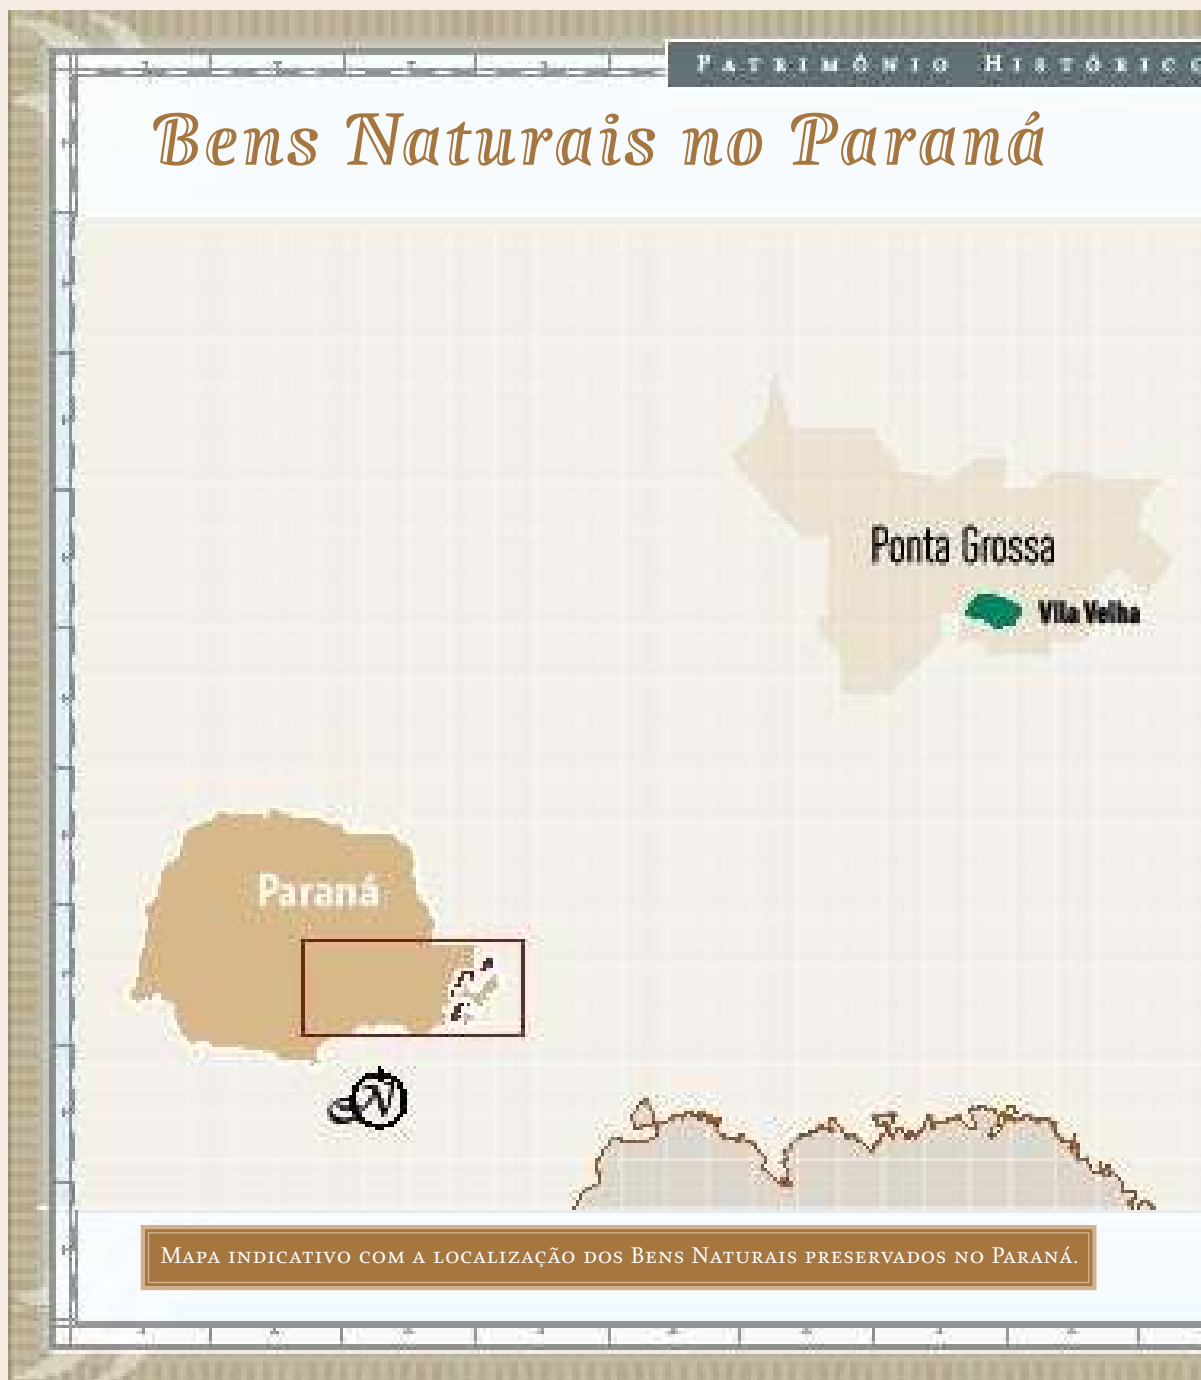 Patrimônio Histórico
Bens Naturais no Paraná
Ponta Grossa
Vila Velha
Paraná
N
Mapa indicativo com a localização dos Bens Naturais preservados no Paraná.